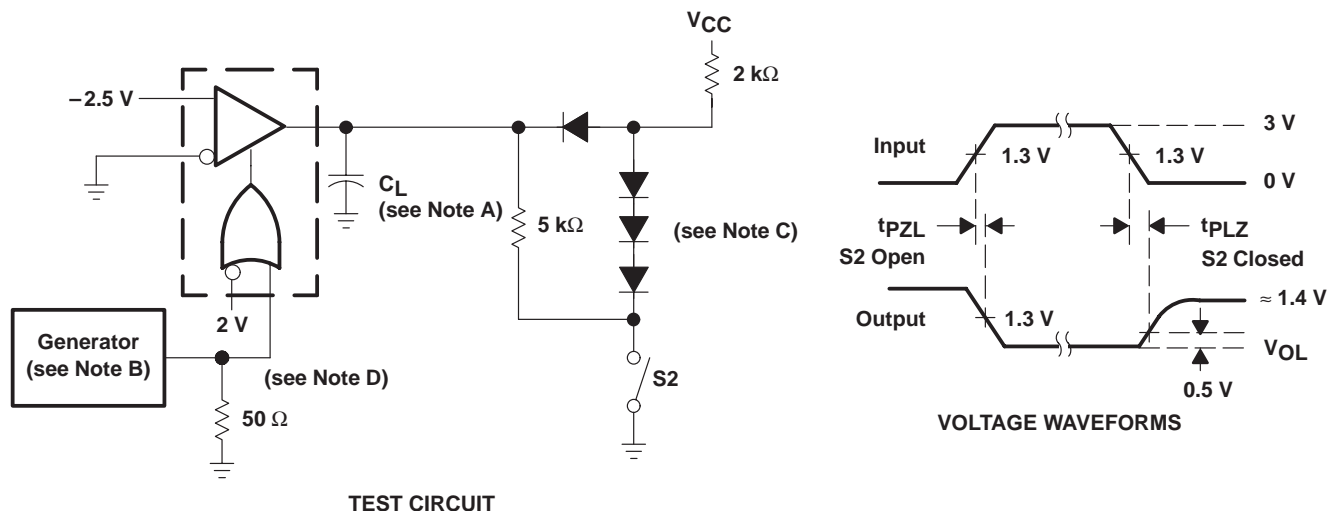 VCC
2 kΩ
−2.5 V
CL
(see Note A)
5 kΩ
(see Note C)
2 V
Generator
(see Note B)
(see Note D)
50 Ω
S2
TEST CIRCUIT
3 V
Input
1.3 V
1.3 V
0 V
tPZL
tPLZ
S2 Open
S2 Closed
≈ 1.4 V
Output
1.3 V
VOL
0.5 V
VOLTAGE WAVEFORMS